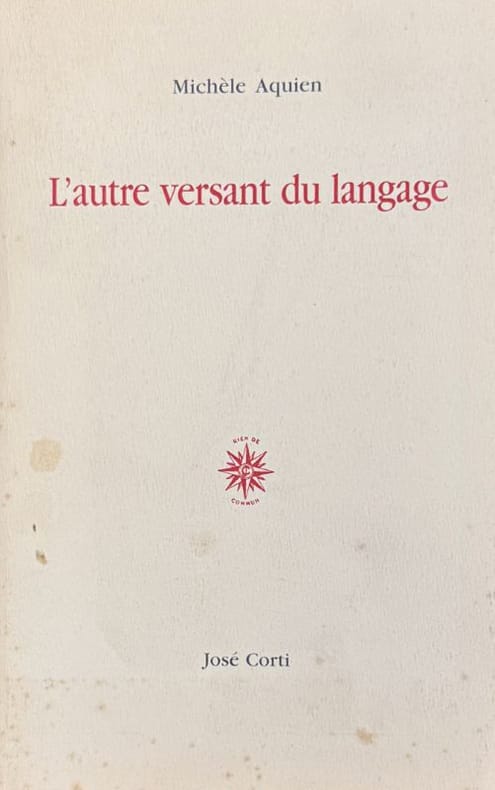 Michèle Aquien
L'autre versant du langage
RIEN DE
COMMUN
José Corti